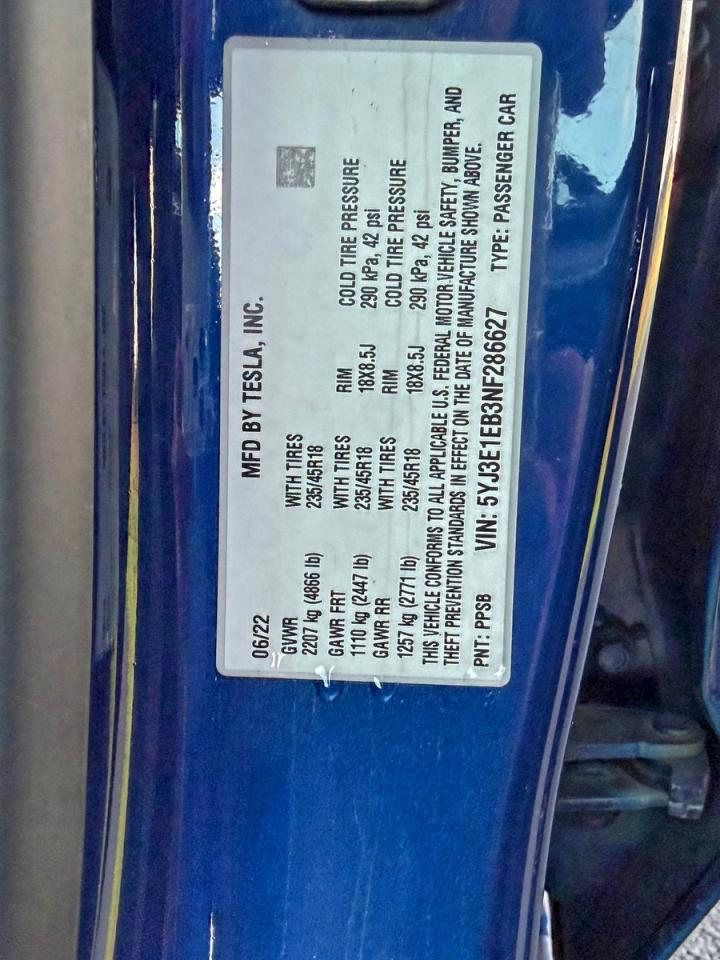 MFD BY TESLA, INC.
06/22
GVWR WITH TIRES
2207 kg (4866 lb) 235/45R18
GAWR FRT WITH TIRES RIM COLD TIRE PRESSURE
1110 kg (2447 lb) 235/45R18 18X8.5J 290 kPa, 42 psi
GAWR RR WITH TIRES RIM COLD TIRE PRESSURE
1257 kg (2771 lb) 235/45R18 18X8.5J 290 kPa, 42 psi
THIS VEHICLE CONFORMS TO ALL APPLICABLE U.S. FEDERAL MOTOR VEHICLE SAFETY, BUMPER, AND
THEFT PREVENTION STANDARDS IN EFFECT ON THE DATE OF MANUFACTURE SHOWN ABOVE.
PNT: PPSB VIN: 5YJ3E1EB3NF286627 TYPE: PASSENGER CAR